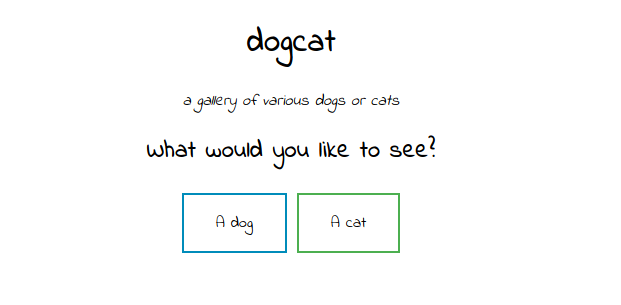 dogcat
a gallery of various dogs or cats
what would you like to see?
A dog
A cat